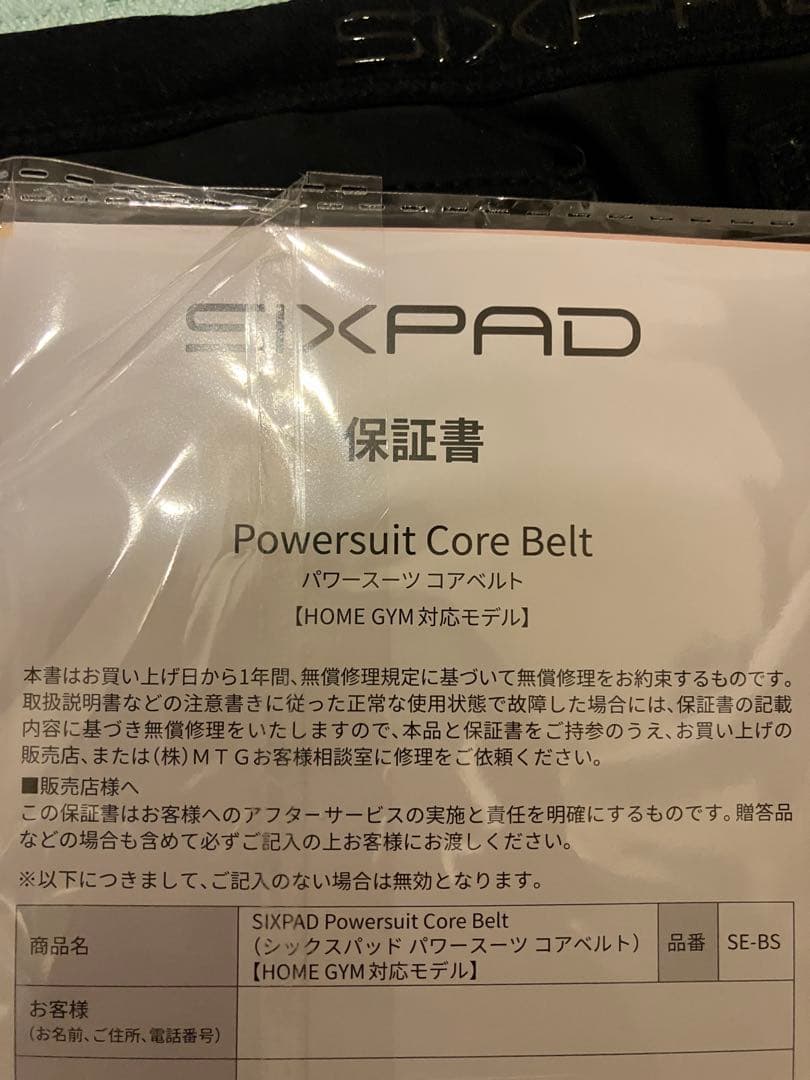 SIXPAD
SIXPAD
保証書
Powersuit Core Belt
パワースーツ コアベルト
【HOME GYM対応モデル】
本書はお買い上げ日から1年間、無償修理規定に基づいて無償修理をお約束するものです。
取扱説明書などの注意書きに従った正常な使用状態で故障した場合には、保証書の記載
内容に基づき無償修理をいたしますので、本品と保証書をご持参のうえ、お買い上げの
販売店、または(株)MTGお客様相談室に修理をご依頼ください。
■販売店様へ
この保証書はお客様へのアフターサービスの実施と責任を明確にするものです。贈答品
などの場合も含めて必ずご記入の上お客様にお渡しください。
※以下につきまして、ご記入のない場合は無効となります。
商品名
SIXPAD Powersuit Core Belt
(シックスパッド パワースーツ コアベルト)
【HOME GYM対応モデル】
品番
SE-BS
お客様
(お名前、ご住所、電話番号)